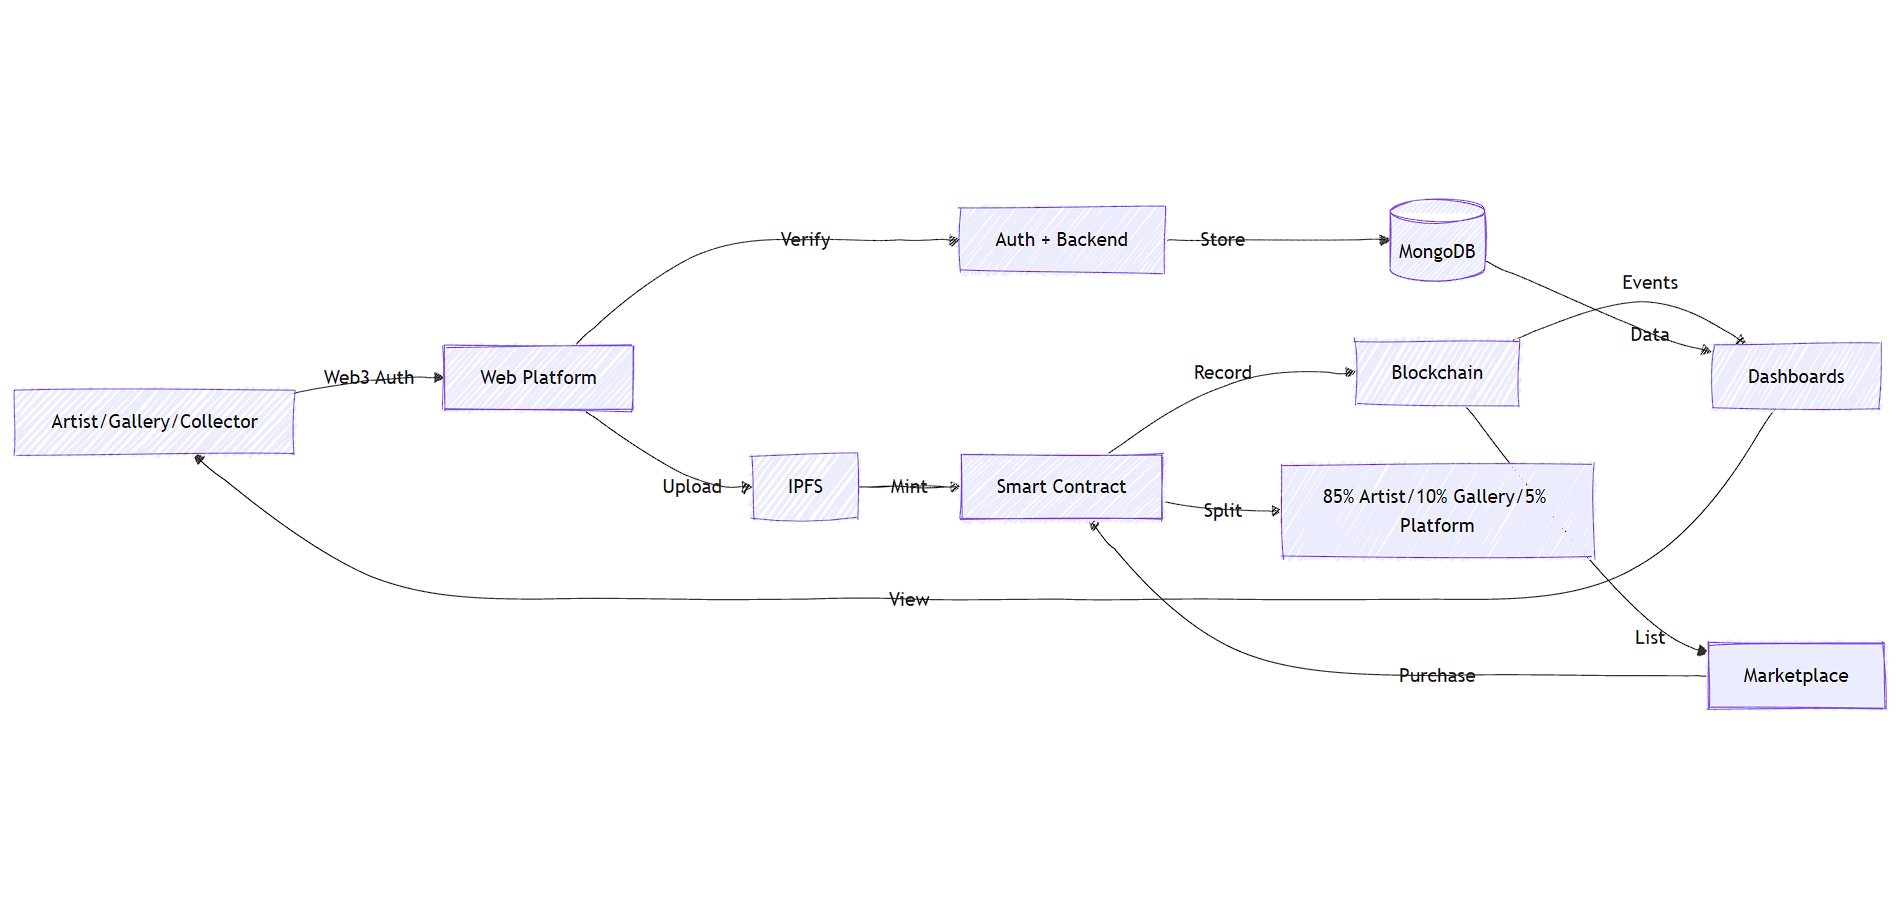 Verify
Auth + Backend
Store
MongoDB
Events
Data
Web3 Auth
Web Platform
Record
Blockchain
Dashboards
Artist/Gallery/Collector
Upload
IPFS
Mint
Smart Contract
Split
85% Artist/10% Gallery/5%
Platform
View
List
Purchase
Marketplace